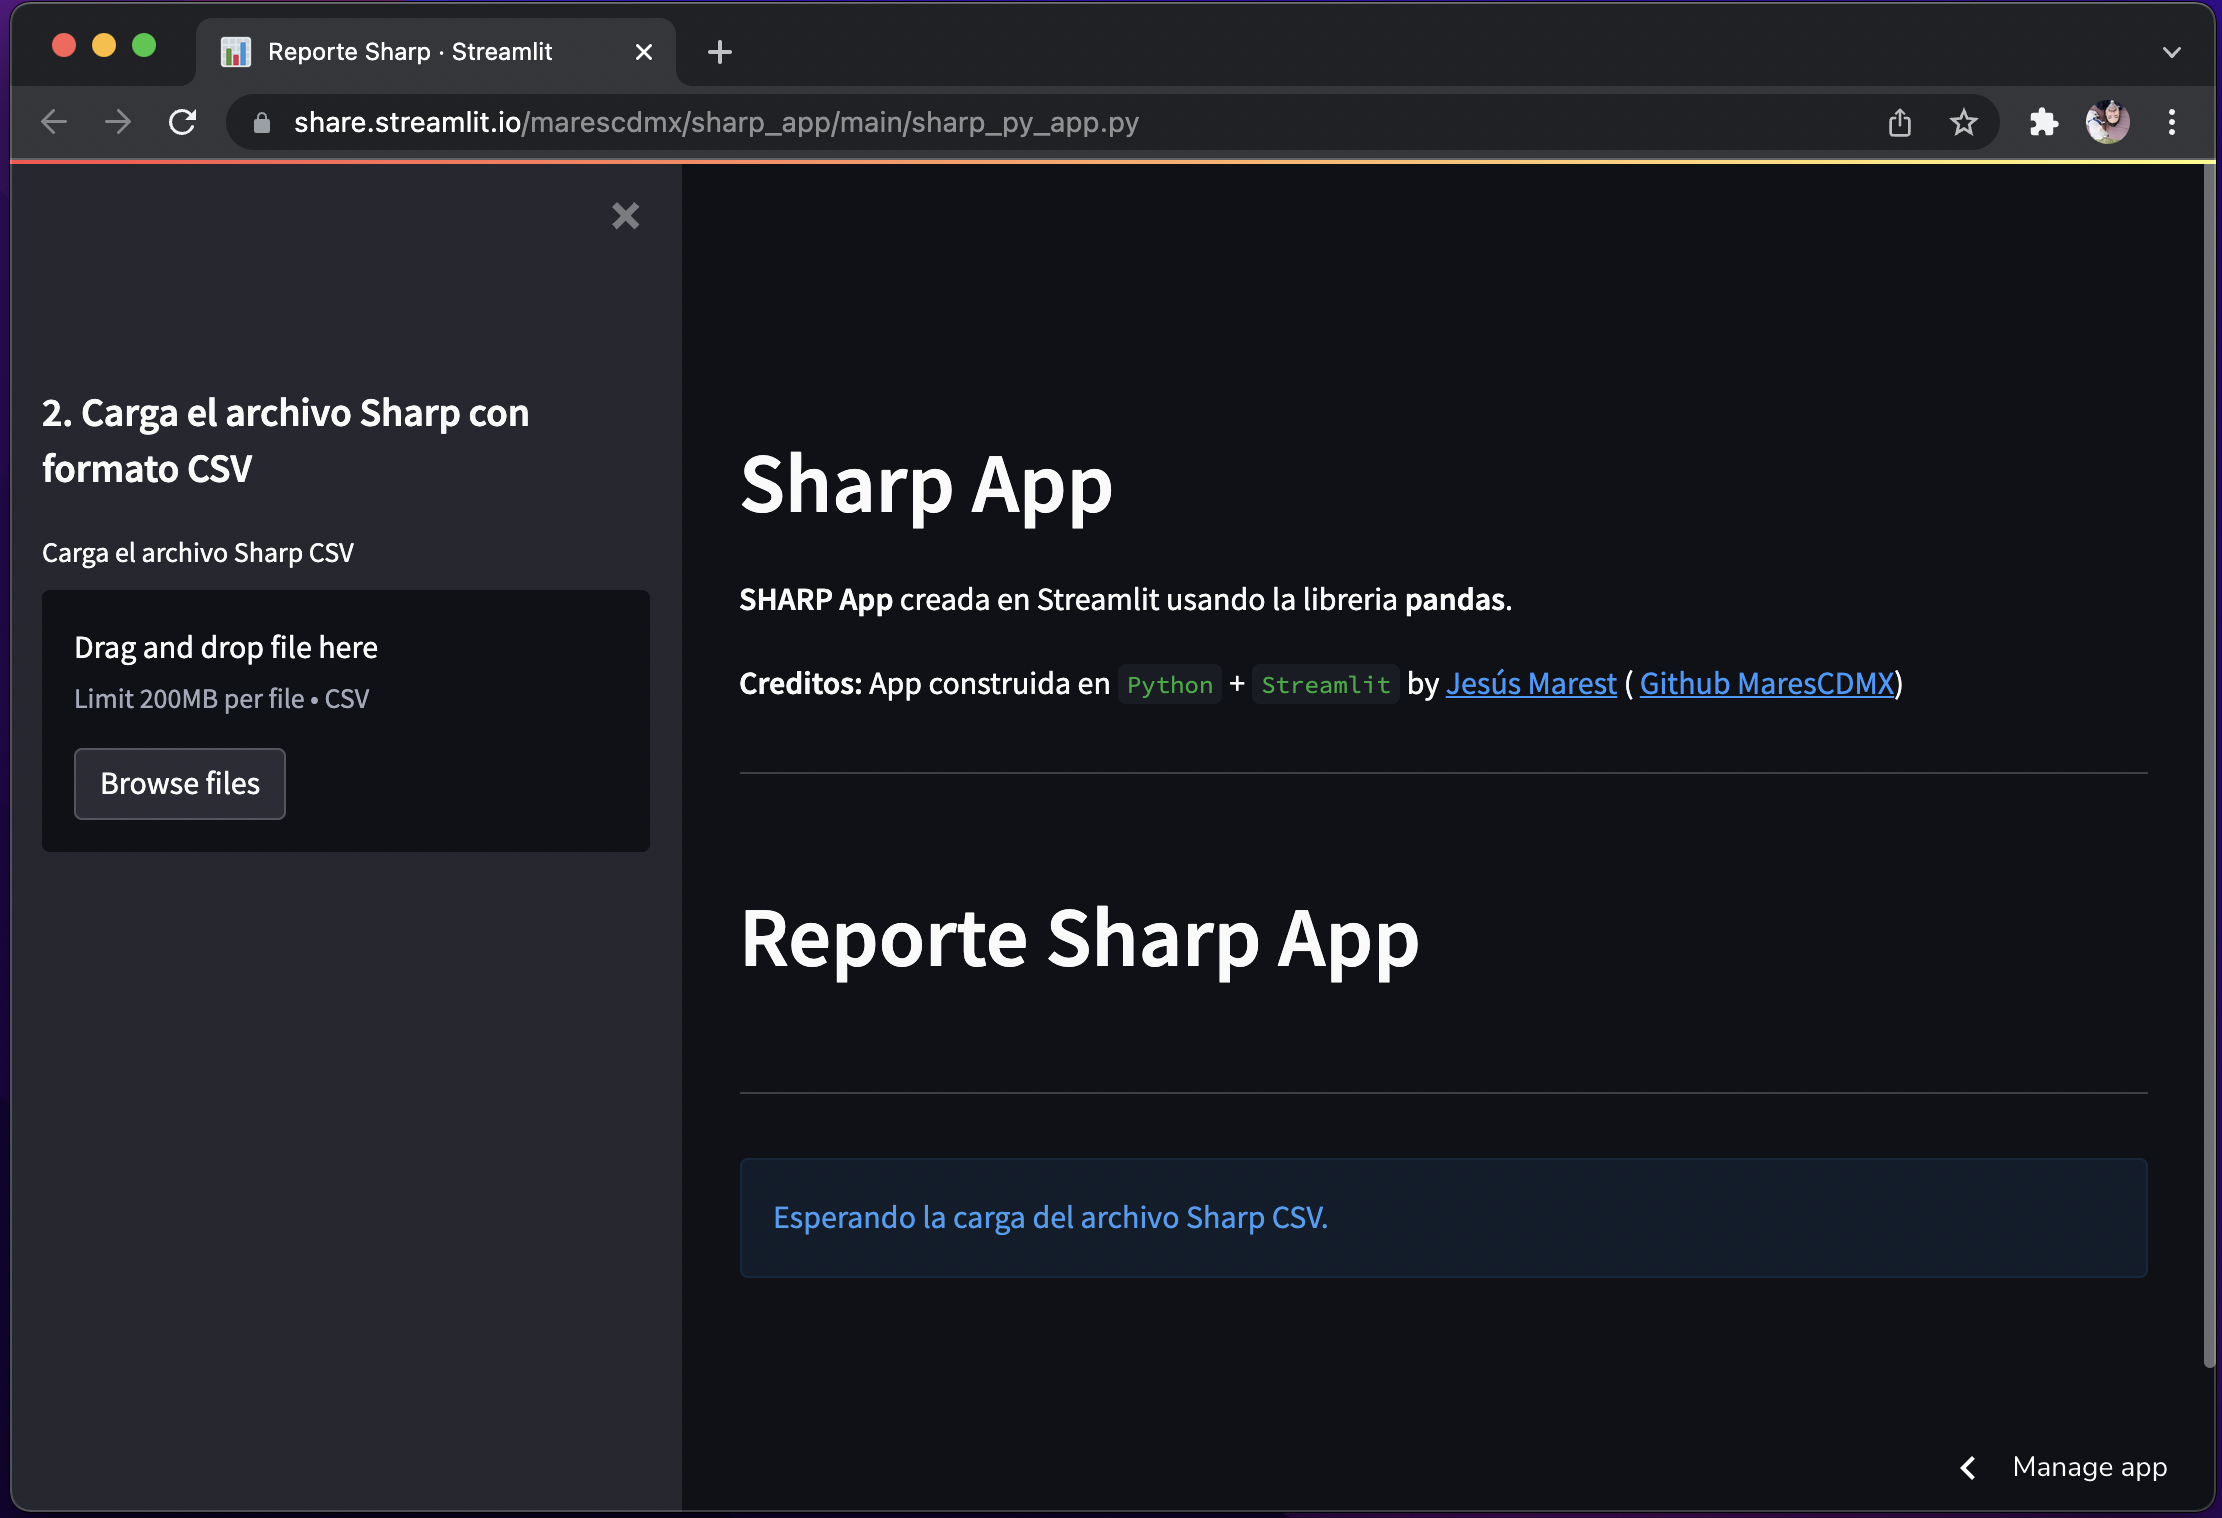 Reporte Sharp · Streamlit
share.streamlit.io/marescdmx/sharp_app/main/sharp_py_app.py
2. Carga el archivo Sharp con
formato CSV
Carga el archivo Sharp CSV
Drag and drop file here
Limit 200MB per file • CSV
Browse files
Sharp App
SHARP App creada en Streamlit usando la libreria pandas.
Creditos: App construida en Python + Streamlit by Jesús Marest ( Github MaresCDMX)
Reporte Sharp App
Esperando la carga del archivo Sharp CSV.
Manage app